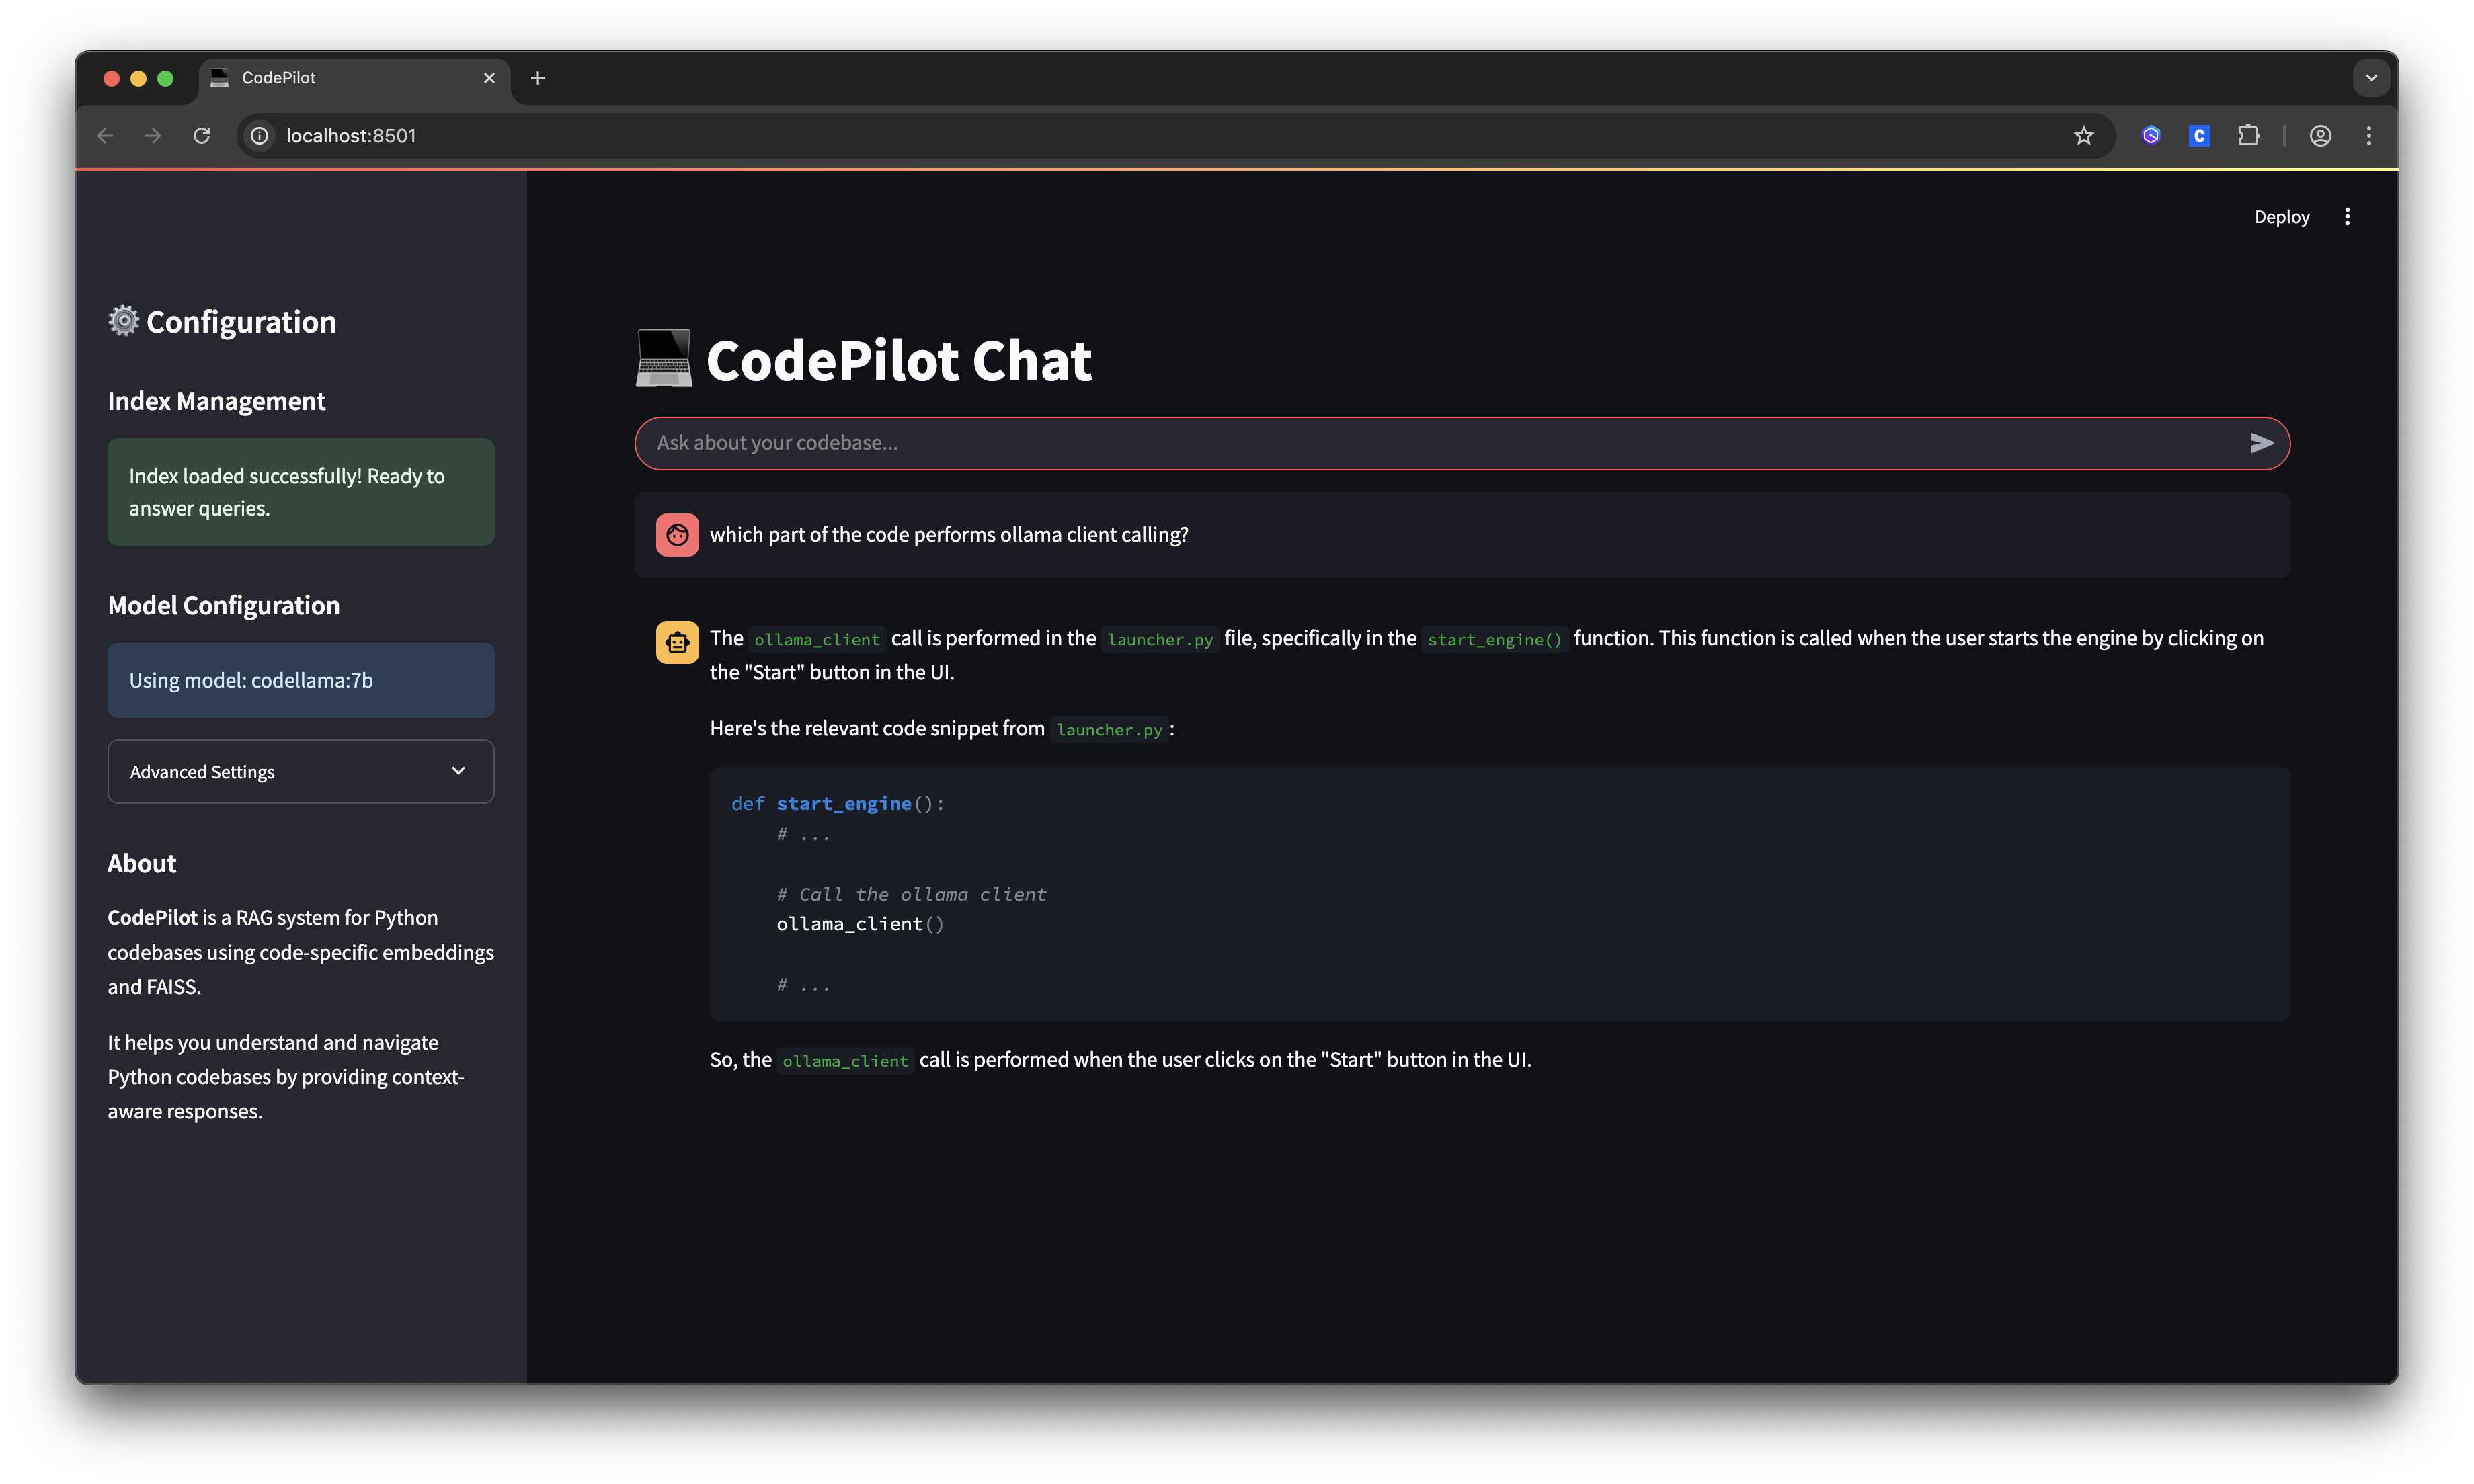 CodePilot
localhost:8501
Deploy
⚙️ Configuration
Index Management
Index loaded successfully! Ready to
answer queries.
Model Configuration
Using model: codellama:7b
Advanced Settings
About
CodePilot is a RAG system for Python
codebases using code-specific embeddings
and FAISS.
It helps you understand and navigate
Python codebases by providing context-
aware responses.
💻 CodePilot Chat
Ask about your codebase...
which part of the code performs ollama client calling?
The ollama_client call is performed in the launcher.py file, specifically in the start_engine() function. This function is called when the user starts the engine by clicking on
the "Start" button in the UI.
Here's the relevant code snippet from launcher.py:
def start_engine():
    # ...
    # Call the ollama client
    ollama_client()
    # ...
So, the ollama_client call is performed when the user clicks on the "Start" button in the UI.